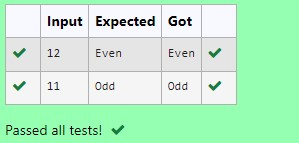 Input Expected Got
12 Even Even
11 Odd Odd
Passed all tests!